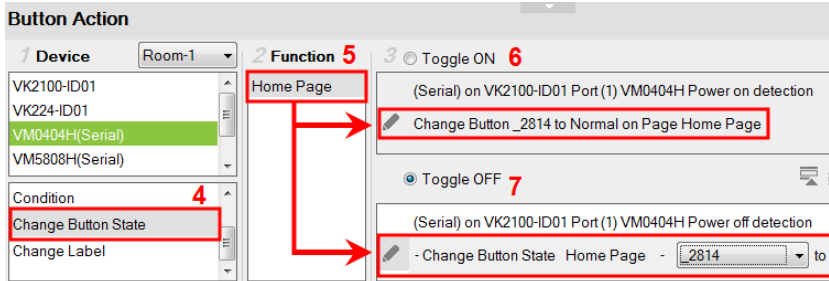 Button Action
1 Device Room-1 2 Function 5 3 Toggle ON 6
VK2100-ID01
VK224-ID01
VM0404H(Serial)
VM5808H(Serial)
Condition 4
Change Button State
Change Label
Home Page
(Serial) on VK2100-ID01 Port (1) VM0404H Power on detection
Change Button _2814 to Normal on Page Home Page
Toggle OFF 7
(Serial) on VK2100-ID01 Port (1) VM0404H Power off detection
- Change Button State Home Page - _2814 to